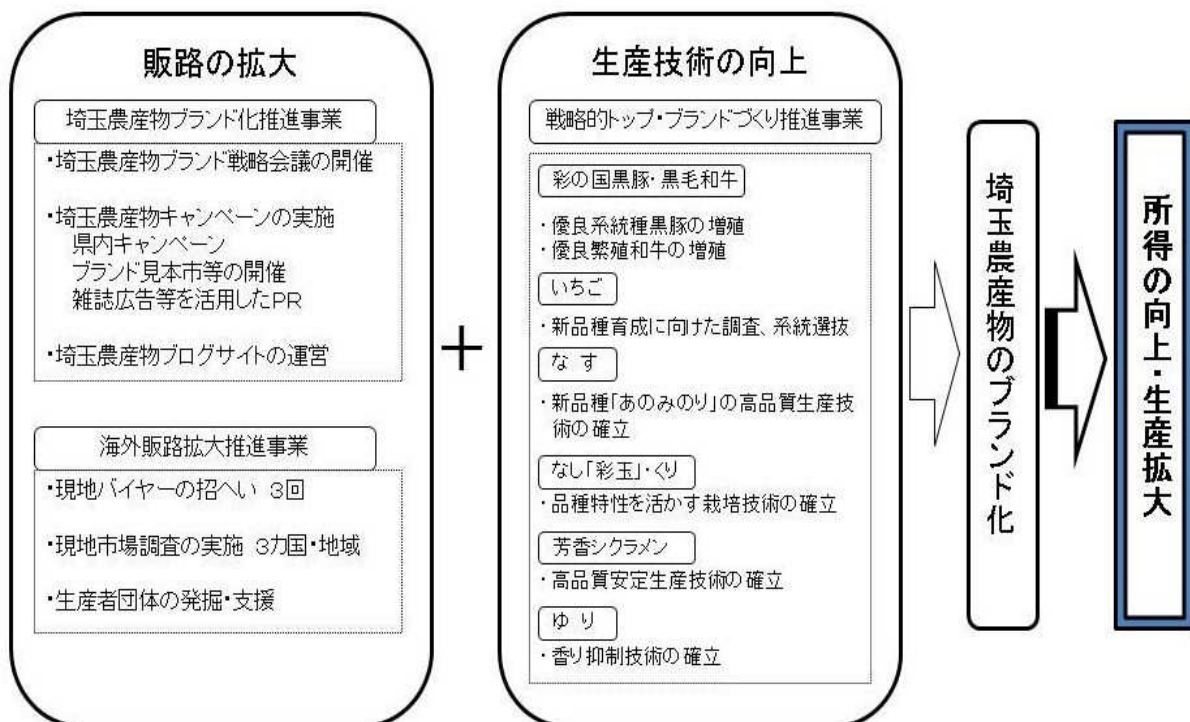 販路の拡大
埼玉農産物ブランド化推進事業
・埼玉農産物ブランド戦略会議の開催
・埼玉農産物キャンペーンの実施
県内キャンペーン
ブランド見本市等の開催
雑誌広告等を活用したPR
・埼玉農産物ブログサイトの運営
海外販路拡大推進事業
・現地バイヤーの招へい 3回
・現地市場調査の実施 3カ国・地域
・生産者団体の発掘・支援
+
生産技術の向上
戦略的トップ・ブランドづくり推進事業
彩の国黒豚・黒毛和牛
・優良系統種黒豚の増殖
・優良繁殖和牛の増殖
いちご
・新品種育成に向けた調査、系統選抜
なす
・新品種「あのみのり」の高品質生産技
術の確立
なし「彩玉」・くり
・品種特性を活かす栽培技術の確立
芳香シクラメン
・高品質安定生産技術の確立
ゆり
・香り抑制技術の確立
埼玉農産物のブランド化
所得の向上・生産拡大